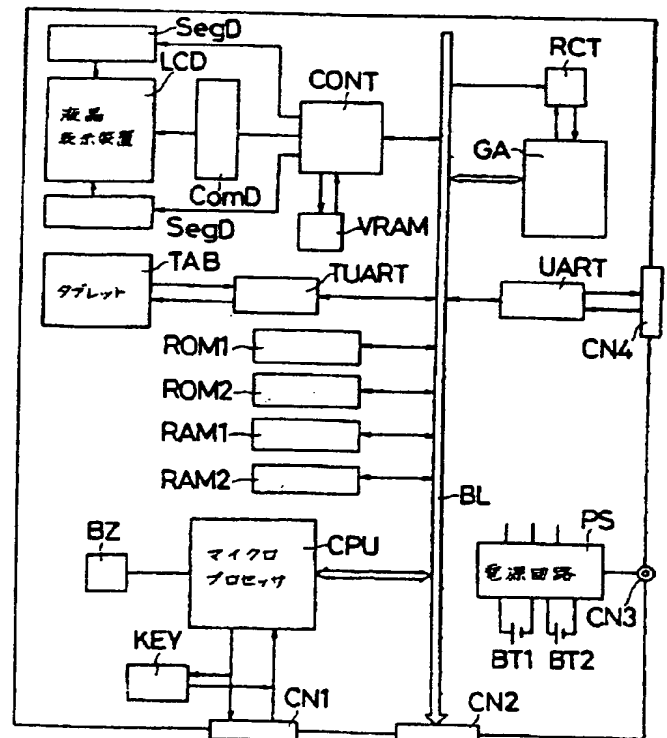 SegD
LCD
液晶
表示装置
ComD
SegD
CONT
VRAM
RCT
GA
TAB
タブレット
TUART
UART
CN4
ROM1
ROM2
RAM1
RAM2
BL
BZ
マイクロ
プロセッサ
CPU
PS
電源回路
CN3
BT1
BT2
KEY
CN1
CN2